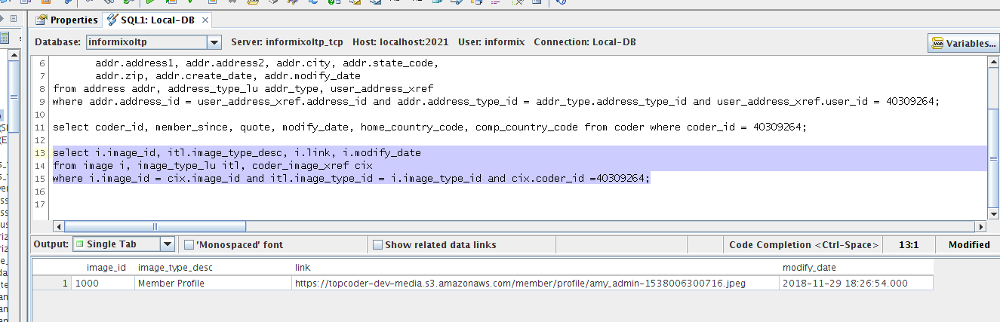 Properties SQL1: Local-DB
Database: informixoltp Server: informixoltp_tcp Host: localhost:2021 User: informix Connection: Local-DB Variables...
6 addr.address1, addr.address2, addr.city, addr.state_code,
7 addr.zip, addr.create_date, addr.modify_date
8 from address addr, address_type_lu addr_type, user_address_xref
9 where addr.address_id = user_address_xref.address_id and addr.address_type_id = addr_type.address_type_id and user_address_xref.user_id = 40309264;
10
11 select coder_id, member_since, quote, modify_date, home_country_code, comp_country_code from coder where coder_id = 40309264;
12
13 select i.image_id, itl.image_type_desc, i.link, i.modify_date
14 from image i, image_type_lu itl, coder_image_xref cix
15 where i.image_id = cix.image_id and itl.image_type_id = i.image_type_id and cix.coder_id =40309264;
16
17
Output: Single Tab 'Monospaced' font Show related data links Code Completion <Ctrl-Space> 13:1 Modified
image_id image_type_desc link modify_date
1 1000 Member Profile https://topcoder-dev-media.s3.amazonaws.com/member/profile/amy_admin-1538006300716.jpeg 2018-11-29 18:26:54.000